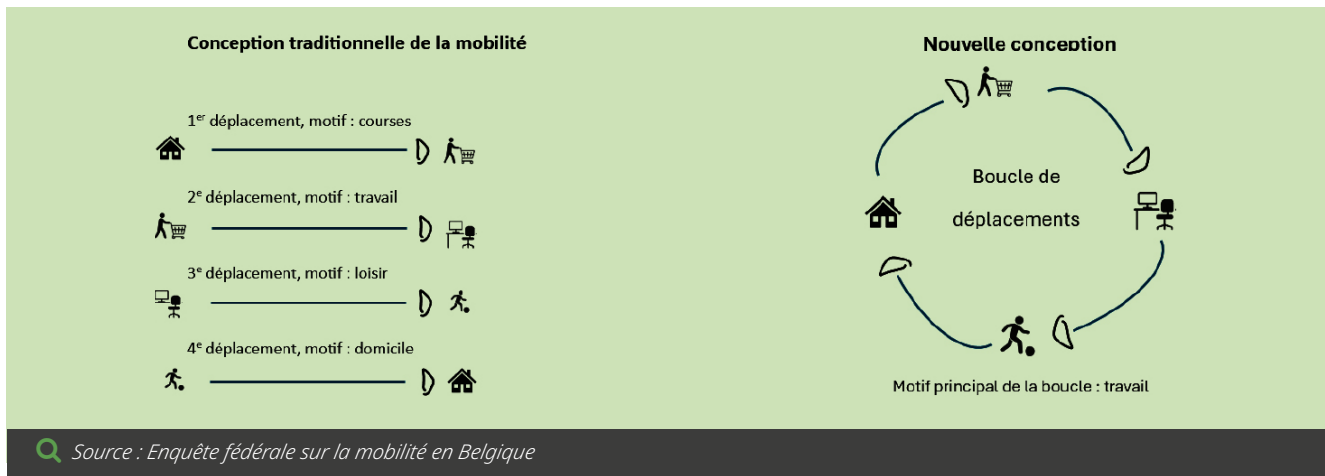 Conception traditionnelle de la mobilité
1er déplacement, motif : courses
2e déplacement, motif : travail
3e déplacement, motif : loisir
4e déplacement, motif : domicile
Nouvelle conception
Boucle de
déplacements
Motif principal de la boucle : travail
Source : Enquête fédérale sur la mobilité en Belgique